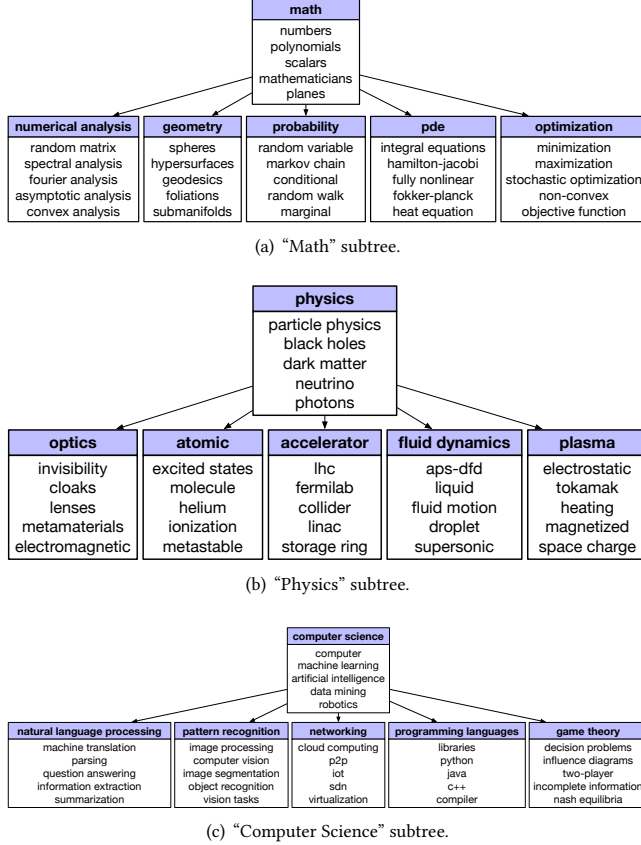 math
numbers
polynomials
scalars
mathematicians
planes
numerical analysis
random matrix
spectral analysis
fourier analysis
asymptotic analysis
convex analysis
geometry
spheres
hypersurfaces
geodesics
foliations
submanifolds
probability
random variable
markov chain
conditional
random walk
marginal
pde
integral equations
hamilton-jacobi
fully nonlinear
fokker-planck
heat equation
optimization
minimization
maximization
stochastic optimization
non-convex
objective function
(a) “Math” subtree.
physics
particle physics
black holes
dark matter
neutrino
photons
optics
invisibility
cloaks
lenses
metamaterials
electromagnetic
atomic
excited states
molecule
helium
ionization
metastable
accelerator
lhc
fermilab
collider
linac
storage ring
fluid dynamics
aps-dfd
liquid
fluid motion
droplet
supersonic
plasma
electrostatic
tokamak
heating
magnetized
space charge
(b) “Physics” subtree.
computer science
computer
machine learning
artificial intelligence
data mining
robotics
natural language processing
machine translation
parsing
question answering
information extraction
summarization
pattern recognition
image processing
computer vision
image segmentation
object recognition
vision tasks
networking
cloud computing
p2p
iot
sdn
virtualization
programming languages
libraries
python
java
c++
compiler
game theory
decision problems
influence diagrams
two-player
incomplete information
nash equilibria
(c) “Computer Science” subtree.